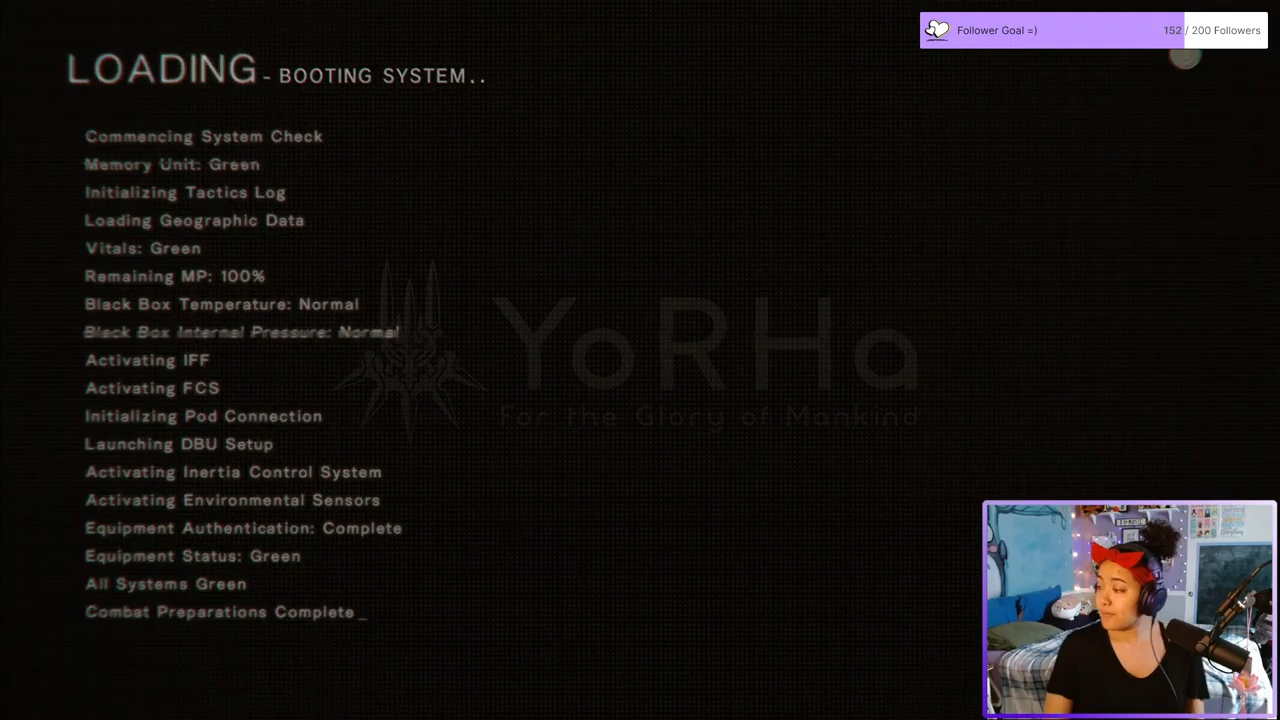 Follower Goal =)
152 / 200 Followers
LOADING - BOOTING SYSTEM..
Commencing System Check
Memory Unit: Green
Initializing Tactics Log
Loading Geographic Data
Vitals: Green
Remaining MP: 100%
Black Box Temperature: Normal
Black Box Internal Pressure: Normal
Activating IFF
Activating FCS
Initializing Pod Connection
Launching DBU Setup
Activating Inertia Control System
Activating Environmental Sensors
Equipment Authentication: Complete
Equipment Status: Green
All Systems Green
Combat Preparations Complete _
YoRHa
For the Glory of Mankind